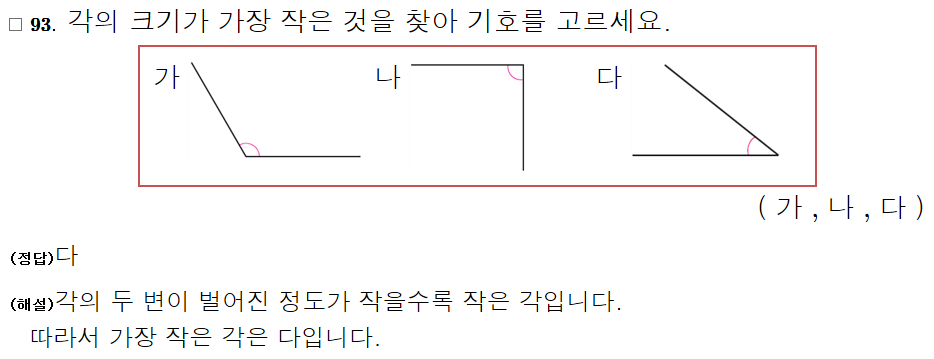 □ 93. 각의 크기가 가장 작은 것을 찾아 기호를 고르세요.
가 나 다
( 가 , 나 , 다 )
(정답)다
(해설)각의 두 변이 벌어진 정도가 작을수록 작은 각입니다.
따라서 가장 작은 각은 다입니다.